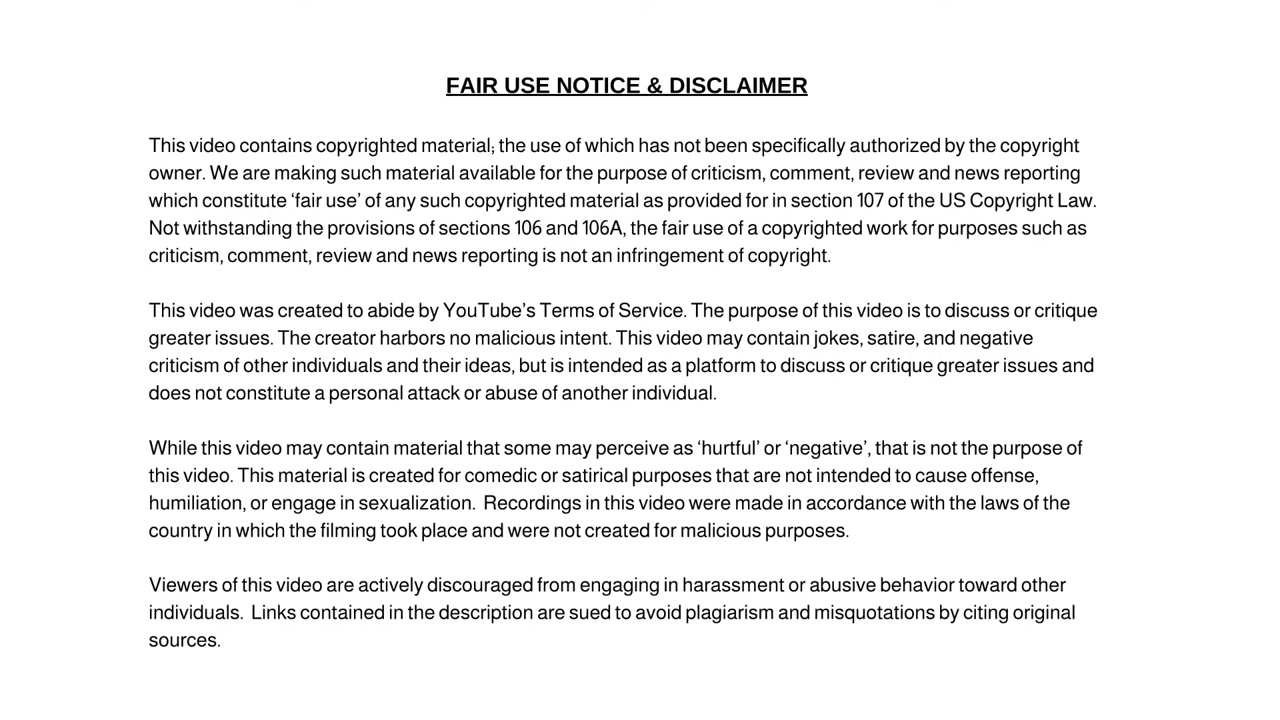 FAIR USE NOTICE & DISCLAIMER
This video contains copyrighted material; the use of which has not been specifically authorized by the copyright
owner. We are making such material available for the purpose of criticism, comment, review and news reporting
which constitute ‘fair use’ of any such copyrighted material as provided for in section 107 of the US Copyright Law.
Not withstanding the provisions of sections 106 and 106A, the fair use of a copyrighted work for purposes such as
criticism, comment, review and news reporting is not an infringement of copyright.
This video was created to abide by YouTube’s Terms of Service. The purpose of this video is to discuss or critique
greater issues. The creator harbors no malicious intent. This video may contain jokes, satire, and negative
criticism of other individuals and their ideas, but is intended as a platform to discuss or critique greater issues and
does not constitute a personal attack or abuse of another individual.
While this video may contain material that some may perceive as ‘hurtful’ or ‘negative’, that is not the purpose of
this video. This material is created for comedic or satirical purposes that are not intended to cause offense,
humiliation, or engage in sexualization.  Recordings in this video were made in accordance with the laws of the
country in which the filming took place and were not created for malicious purposes.
Viewers of this video are actively discouraged from engaging in harassment or abusive behavior toward other
individuals.  Links contained in the description are sued to avoid plagiarism and misquotations by citing original
sources.